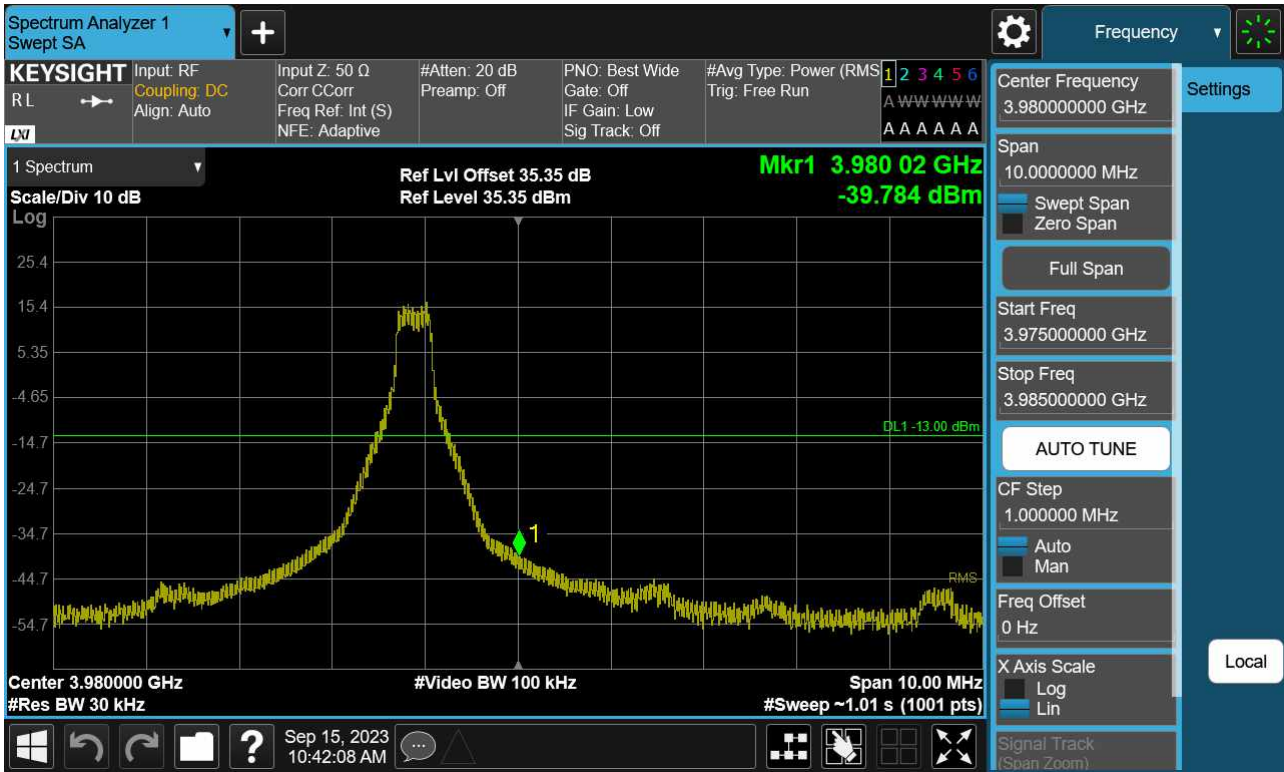 Spectrum Analyzer 1
Swept SA
+
Frequency
KEYSIGHT
RL
LXI
Input: RF
Coupling: DC
Align: Auto
Input Z: 50 Ω
Corr CCorr
Freq Ref: Int (S)
NFE: Adaptive
#Atten: 20 dB
Preamp: Off
PNO: Best Wide
Gate: Off
IF Gain: Low
Sig Track: Off
#Avg Type: Power (RMS
Trig: Free Run
1 2 3 4 5 6
A W W W W W
A A A A A A
1 Spectrum
Scale/Div 10 dB
Log
Ref Lvl Offset 35.35 dB
Ref Level 35.35 dBm
Mkr1 3.980 02 GHz
-39.784 dBm
25.4
15.4
5.35
-4.65
-14.7
-24.7
-34.7
-44.7
-54.7
DL1 -13.00 dBm
1
RMS
Center 3.980000 GHz
#Res BW 30 kHz
#Video BW 100 kHz
Span 10.00 MHz
#Sweep ~1.01 s (1001 pts)
Center Frequency
3.980000000 GHz
Span
10.0000000 MHz
Swept Span
Zero Span
Full Span
Start Freq
3.975000000 GHz
Stop Freq
3.985000000 GHz
AUTO TUNE
CF Step
1.000000 MHz
Auto
Man
Freq Offset
0 Hz
X Axis Scale
Log
Lin
Signal Track
(Span Zoom)
Settings
Local
?
Sep 15, 2023
10:42:08 AM